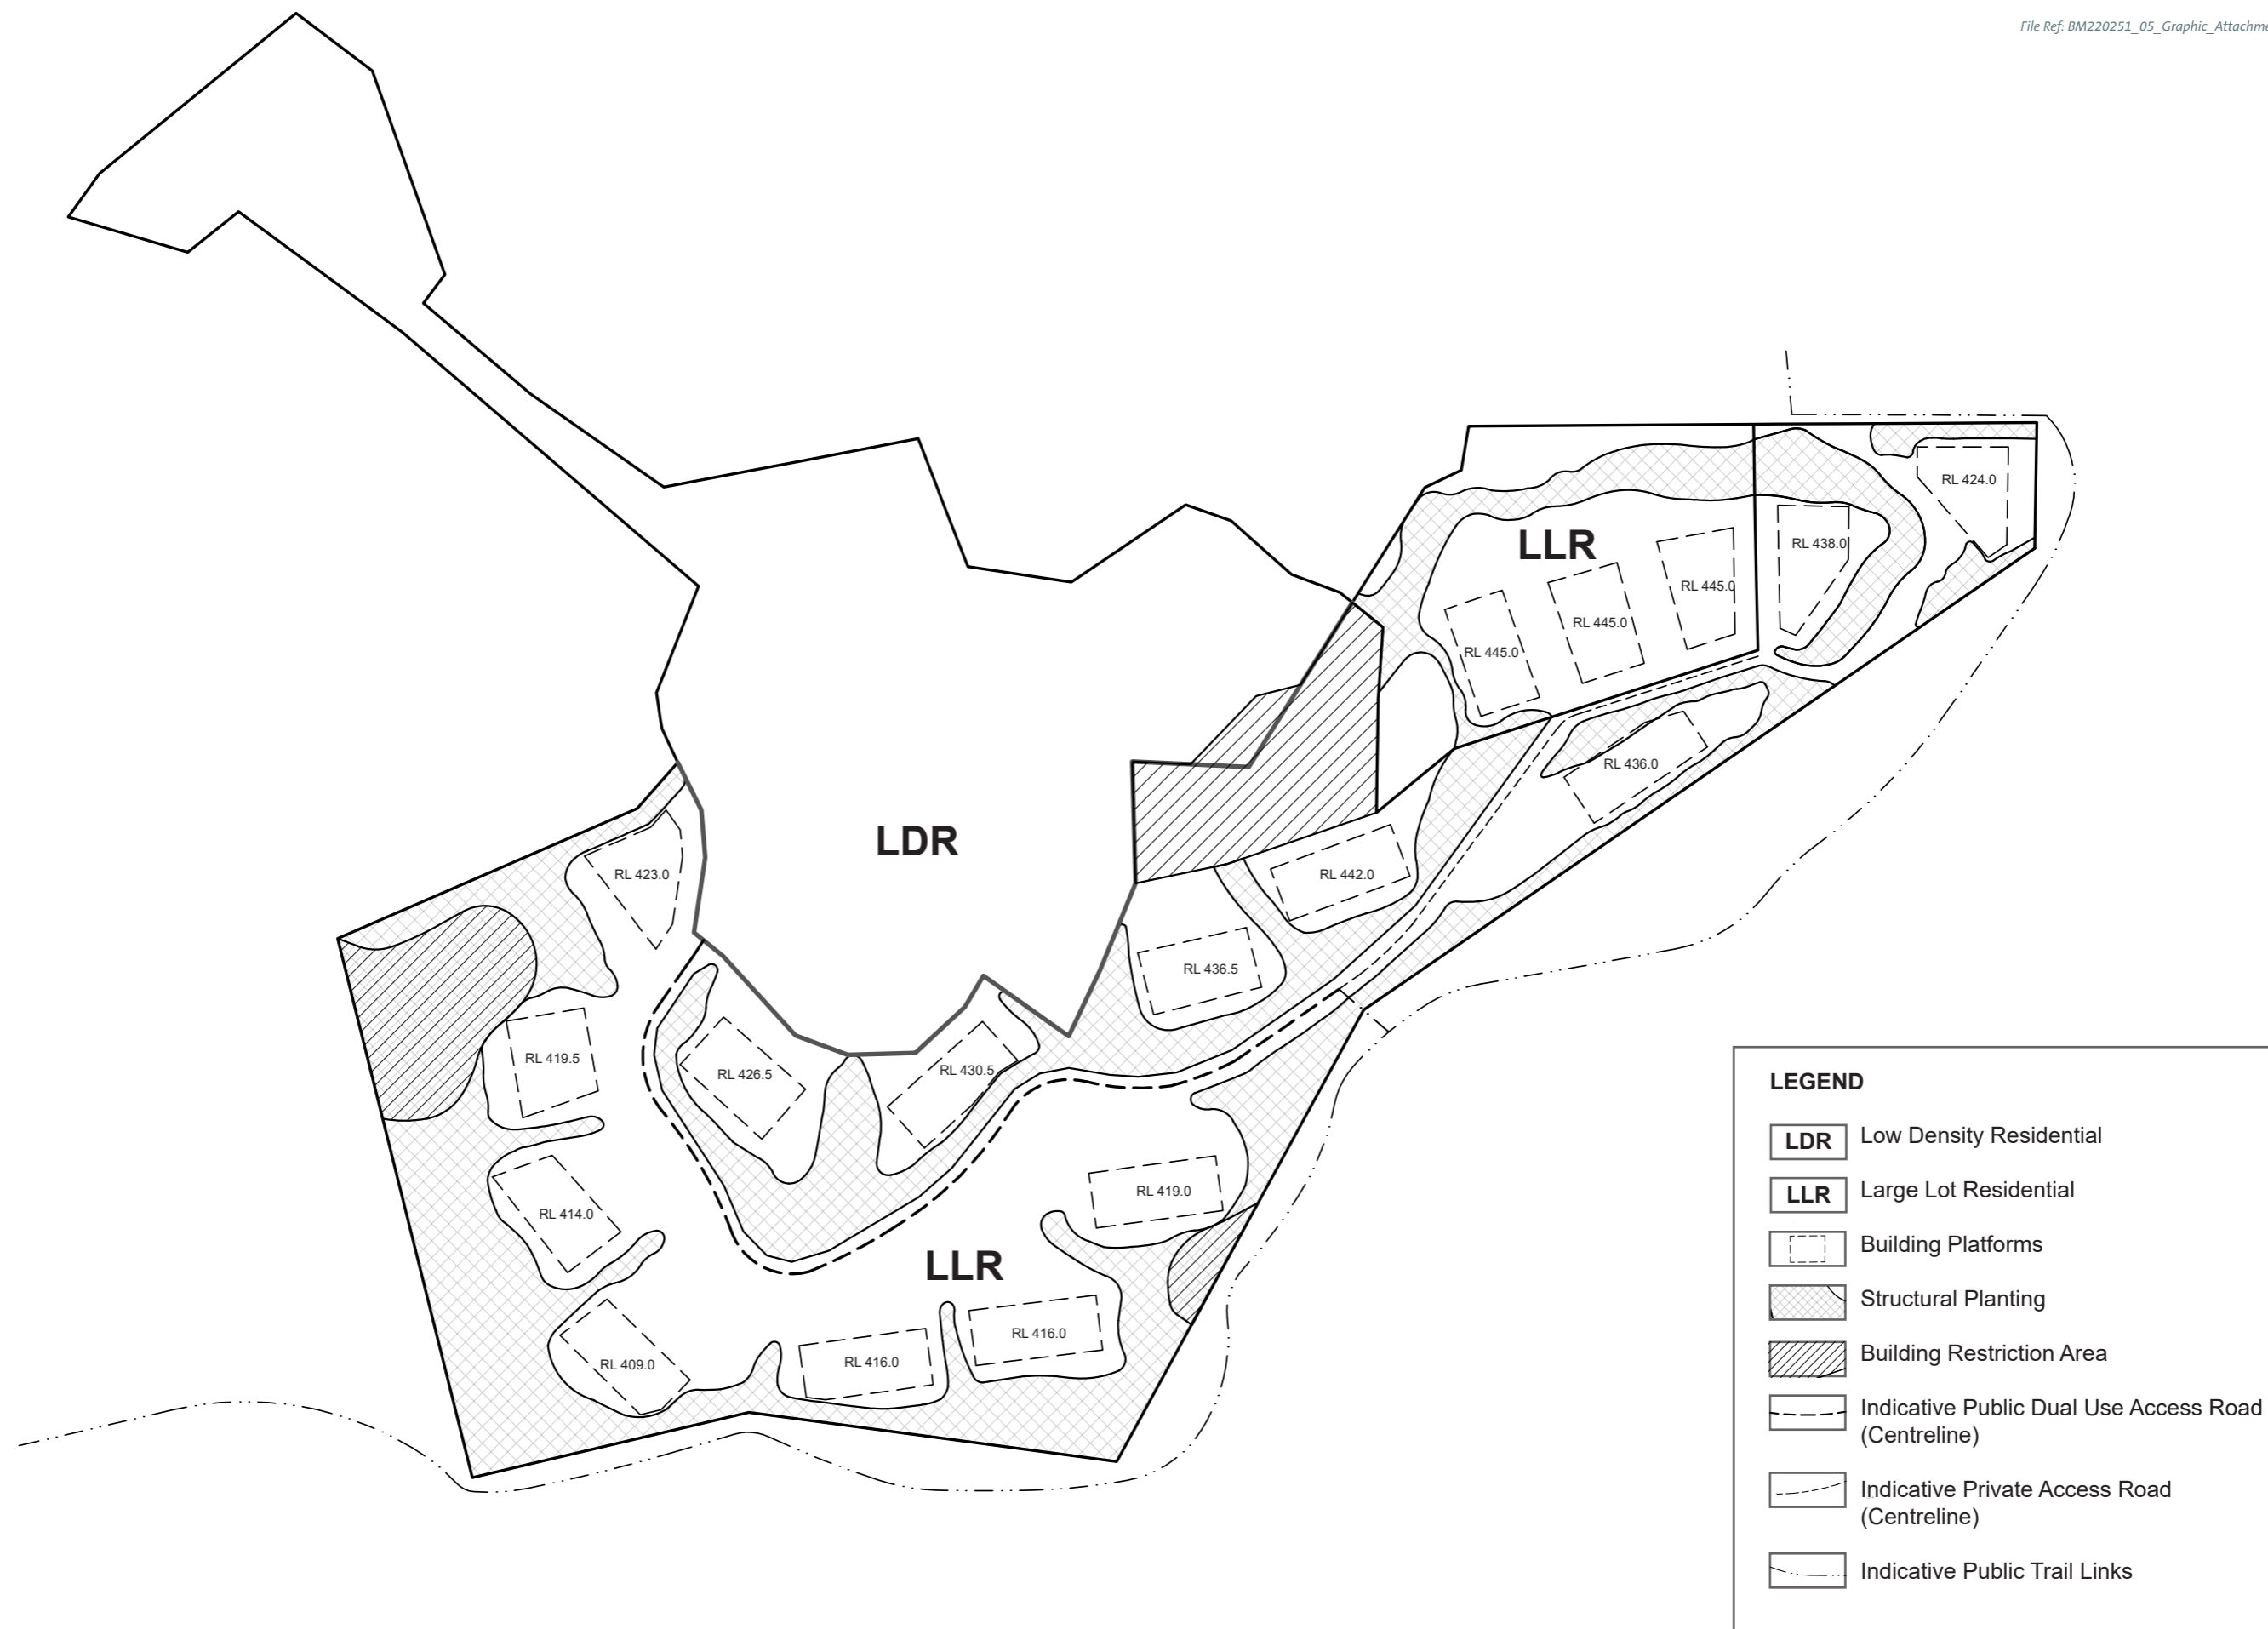 File Ref: BM220251_05_Graphic_Attachme
RL 424.0
LLR
RL 438.0
RL 445.0
RL 445.0
RL 445.0
RL 436.0
LDR
RL 423.0
RL 442.0
RL 436.5
RL 419.5
RL 426.5
RL 430.5
RL 414.0
RL 419.0
LLR
RL 409.0
RL 416.0
RL 416.0
LEGEND
LDR Low Density Residential
LLR Large Lot Residential
Building Platforms
Structural Planting
Building Restriction Area
Indicative Public Dual Use Access Road
(Centreline)
Indicative Private Access Road
(Centreline)
Indicative Public Trail Links